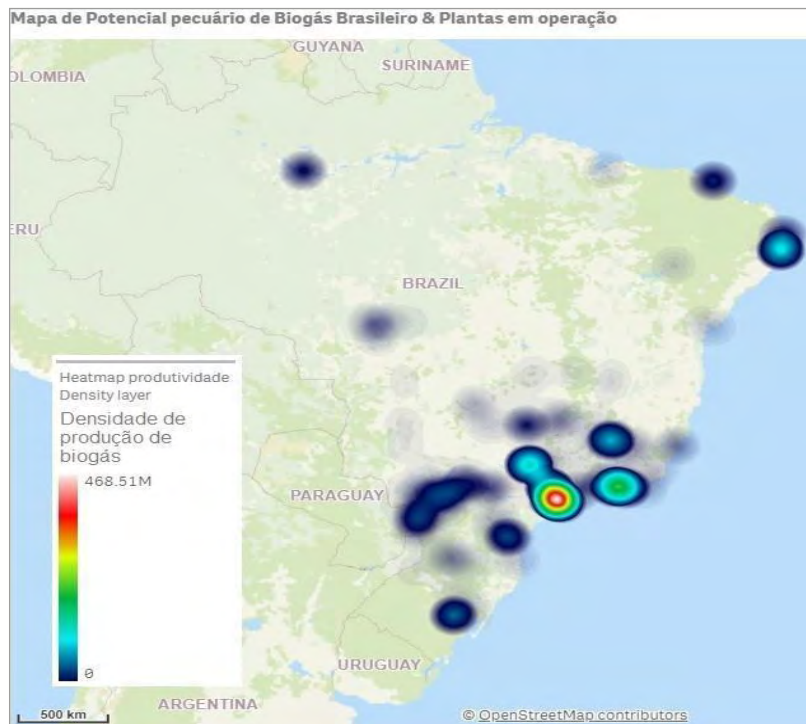 Mapa de Potencial pecuário de Biogás Brasileiro & Plantas em operação
GUYANA
SURINAME
OLOMBIA
ERU
BRAZIL
Heatmap produtividade
Density layer
Densidade de
produção de
biogás
468.51M
0
PARAGUAY
URUGUAY
ARGENTINA
500 km
© OpenStreetMap contributors